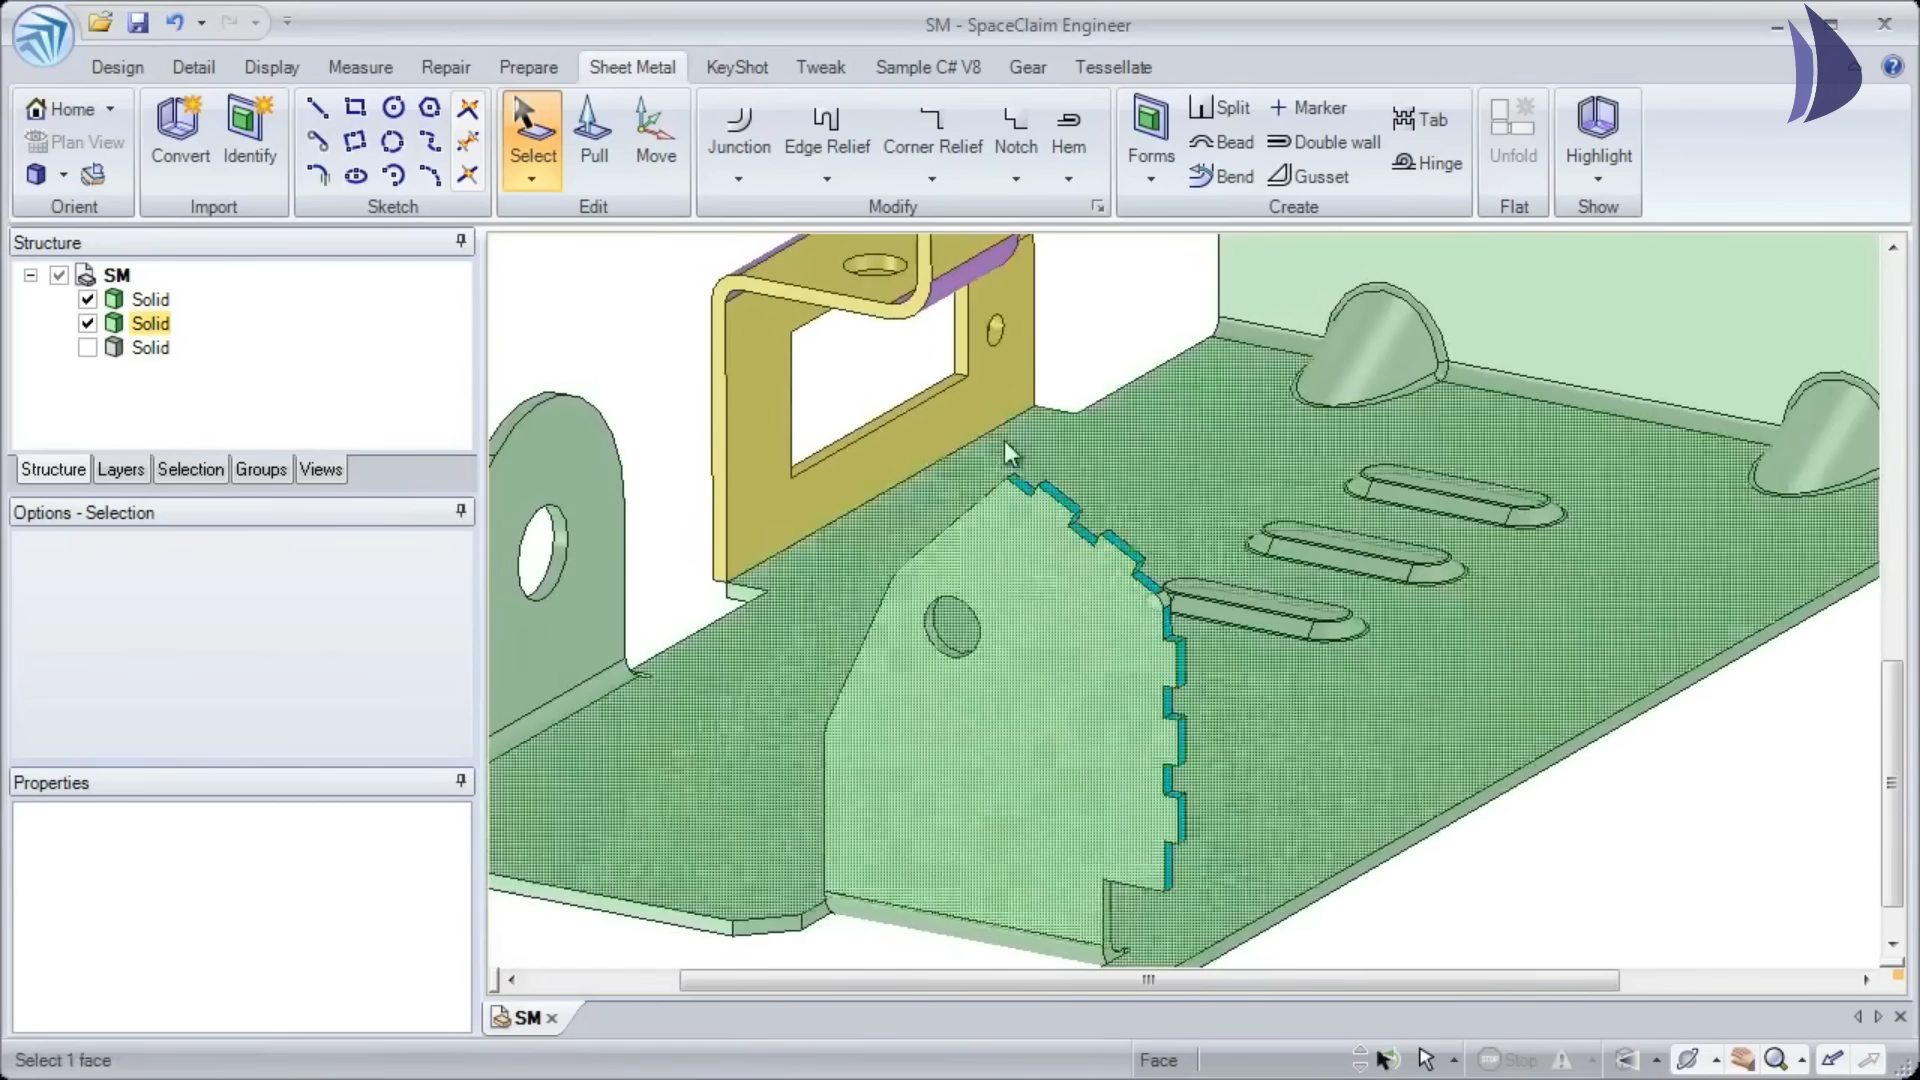 SM - SpaceClaim Engineer
Design Detail Display Measure Repair Prepare Sheet Metal KeyShot Tweak Sample C# V8 Gear Tessellate
Home
Plan View
Orient
Convert Identify
Import
Sketch
Select Pull Move
Edit
Junction Edge Relief Corner Relief Notch Hem
Modify
Forms
Split
Bead
Bend
Marker
Double wall
Gusset
Tab
Hinge
Create
Unfold
Flat
Highlight
Show
Structure
SM
Solid
Solid
Solid
Structure Layers Selection Groups Views
Options - Selection
Properties
SM
Select 1 face
Face
STOP Stop